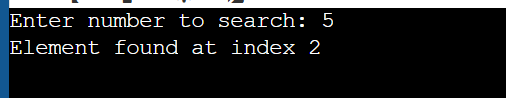 Enter number to search: 5
Element found at index 2